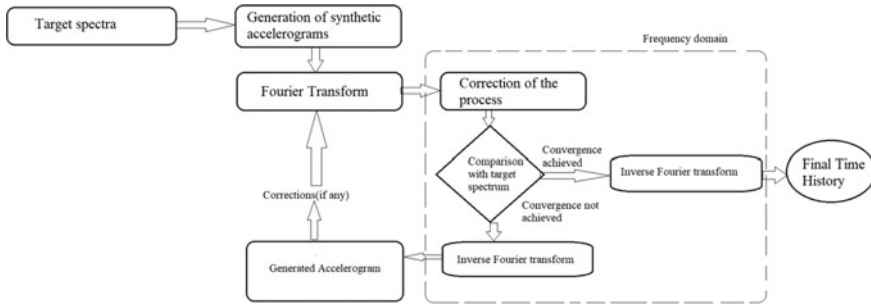 Target spectra
Generation of synthetic
accelerograms
Frequency domain
Fourier Transform
Correction of the
process
Comparison
with target
spectrum
Convergence
achieved
Inverse Fourier transform
Final Time
History
Convergence not
achieved
Inverse Fourier transform
Generated Accelerogram
Corrections(if any)